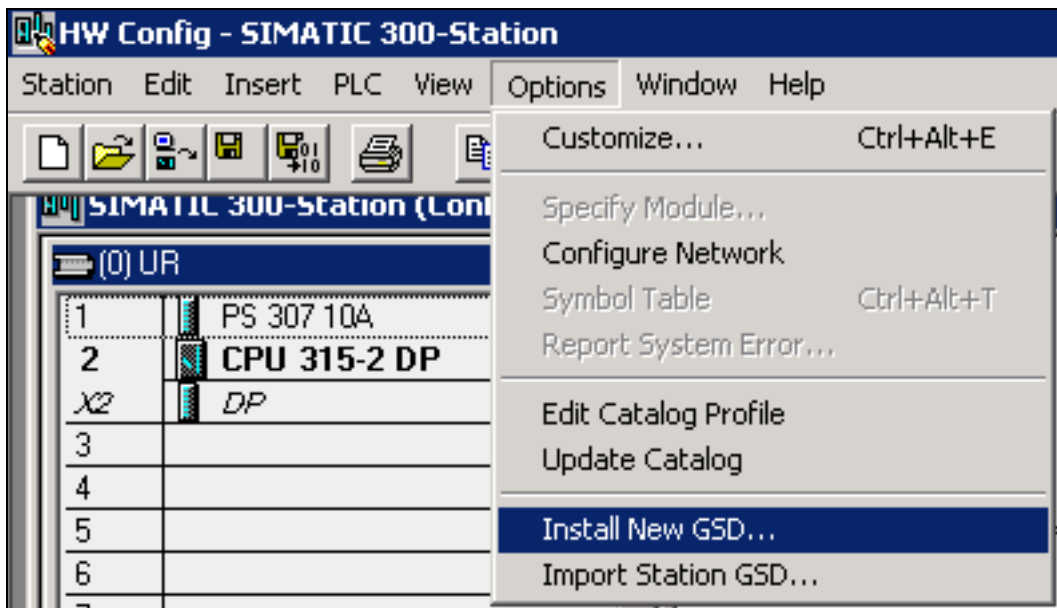 HW Config - SIMATIC 300-Station
Station Edit Insert PLC View Options Window Help
Customize... Ctrl+Alt+E
SIMATIC 300-Station (Con
Specify Module...
(0) UR
Configure Network
1 PS 307 10A
Symbol Table Ctrl+Alt+T
2 CPU 315-2 DP
Report System Error...
X2 DP
Edit Catalog Profile
3
Update Catalog
4
5
Install New GSD...
6
Import Station GSD...